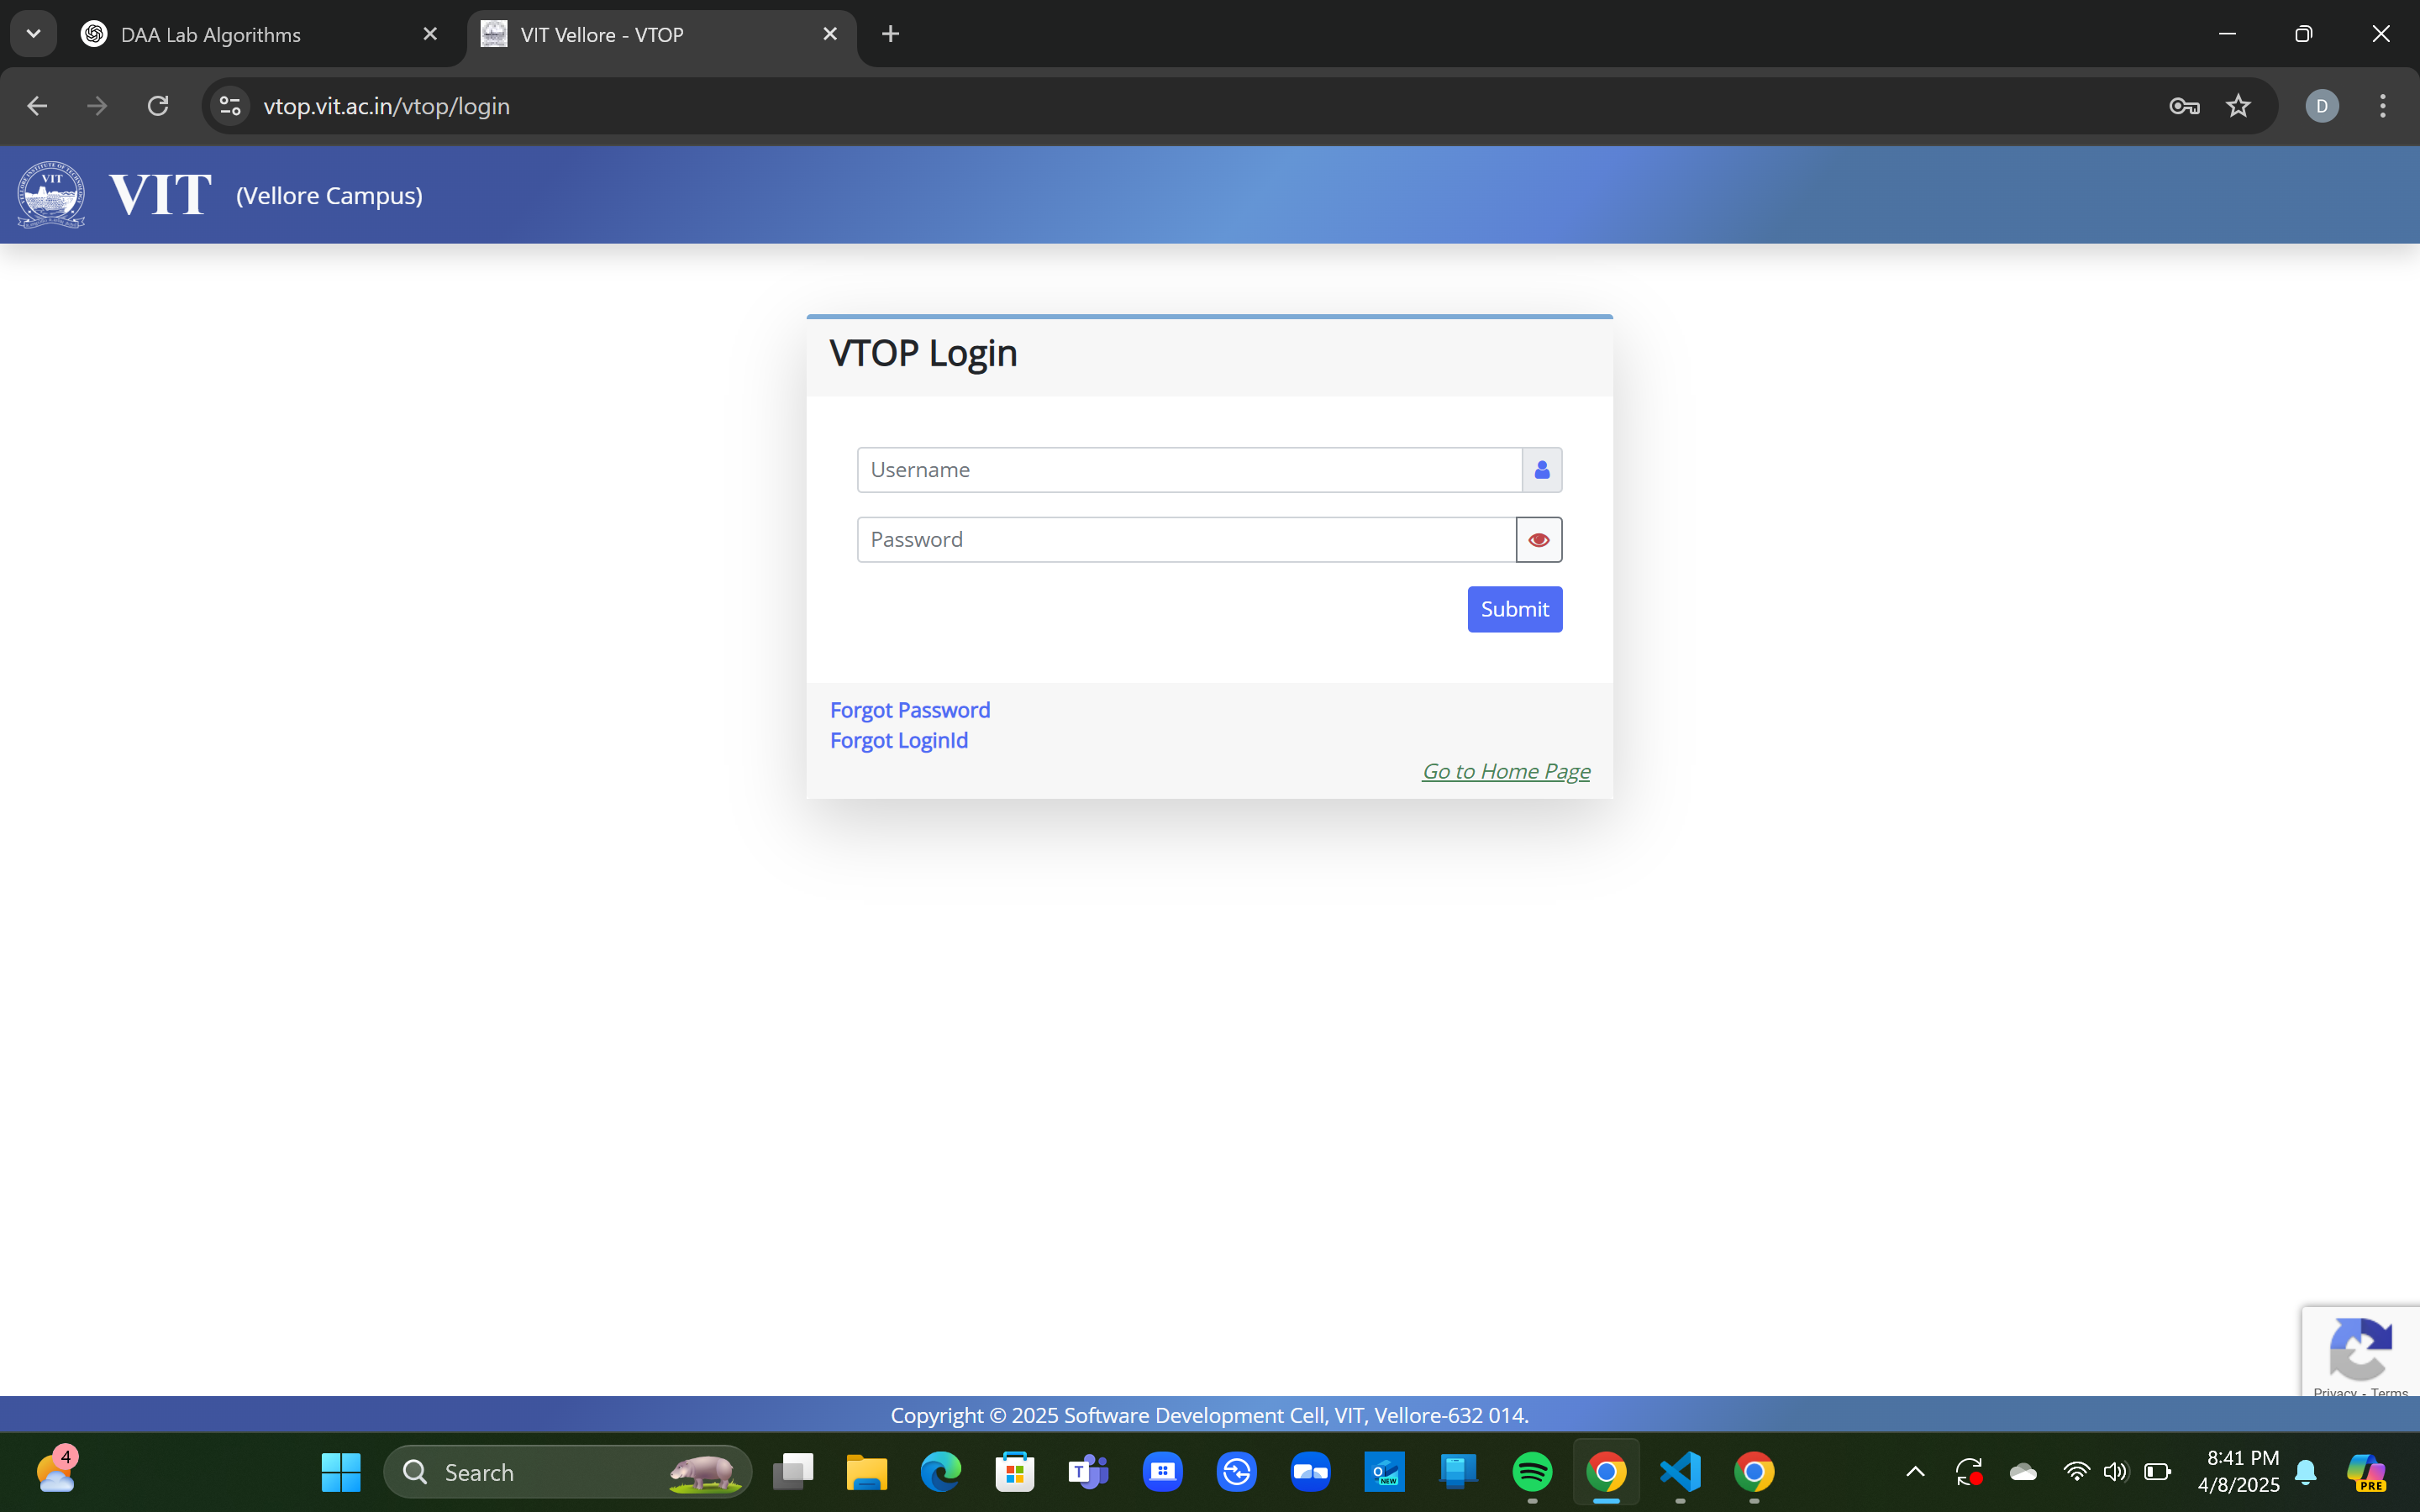 DAA Lab Algorithms
VIT Vellore - VTOP
vtop.vit.ac.in/vtop/login
D
VIT (Vellore Campus)
VTOP Login
Username
Password
Submit
Forgot Password
Forgot LoginId
Go to Home Page
Privacy - Terms
Copyright © 2025 Software Development Cell, VIT, Vellore-632 014.
4
Search
NEW
8:41 PM
4/8/2025
PRE